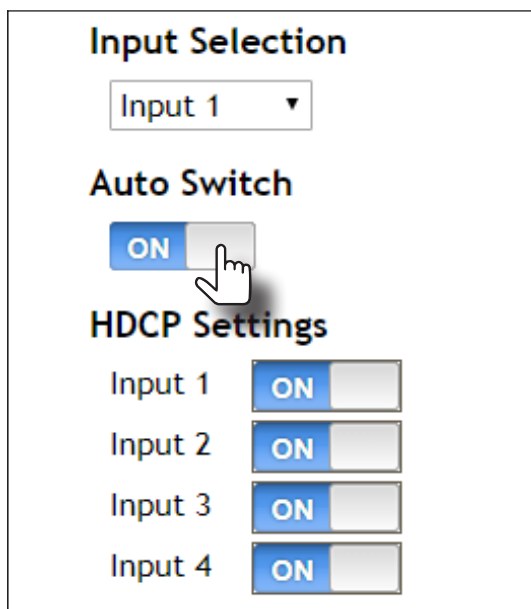 Input Selection
Input 1
Auto Switch
ON
HDCP Settings
Input 1 ON
Input 2 ON
Input 3 ON
Input 4 ON